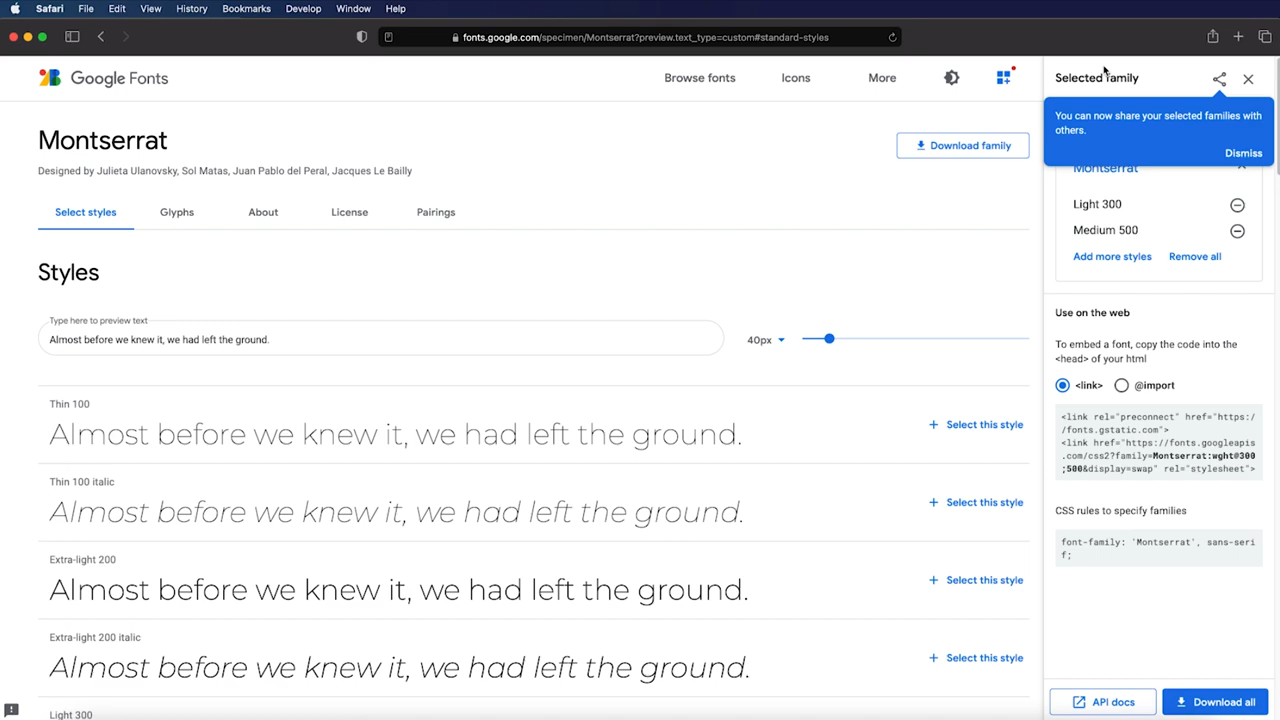 Safari File Edit View History Bookmarks Develop Window Help
fonts.google.com/specimen/Montserrat?preview.text_type=custom#standard-styles
Google Fonts
Browse fonts
Icons
More
Montserrat
Designed by Julieta Ulanovsky, Sol Matas, Juan Pablo del Peral, Jacques Le Bailly
Download family
Select styles
Glyphs
About
License
Pairings
Styles
Type here to preview text
Almost before we knew it, we had left the ground.
40px
Thin 100
Almost before we knew it, we had left the ground.
Select this style
Thin 100 italic
Almost before we knew it, we had left the ground.
Select this style
Extra-light 200
Almost before we knew it, we had left the ground.
Select this style
Extra-light 200 italic
Almost before we knew it, we had left the ground.
Select this style
Light 300
Selected family
You can now share your selected families with
others.
Dismiss
Montserrat
Light 300
Medium 500
Add more styles
Remove all
Use on the web
To embed a font, copy the code into the
<head> of your html
<link>
@import
<link rel="preconnect" href="https:/
/fonts.gstatic.com">
<link href="https://fonts.googleapis
.com/css2?family=Montserrat:wght@300
;500&display=swap" rel="stylesheet">
CSS rules to specify families
font-family: 'Montserrat', sans-seri
f;
API docs
Download all